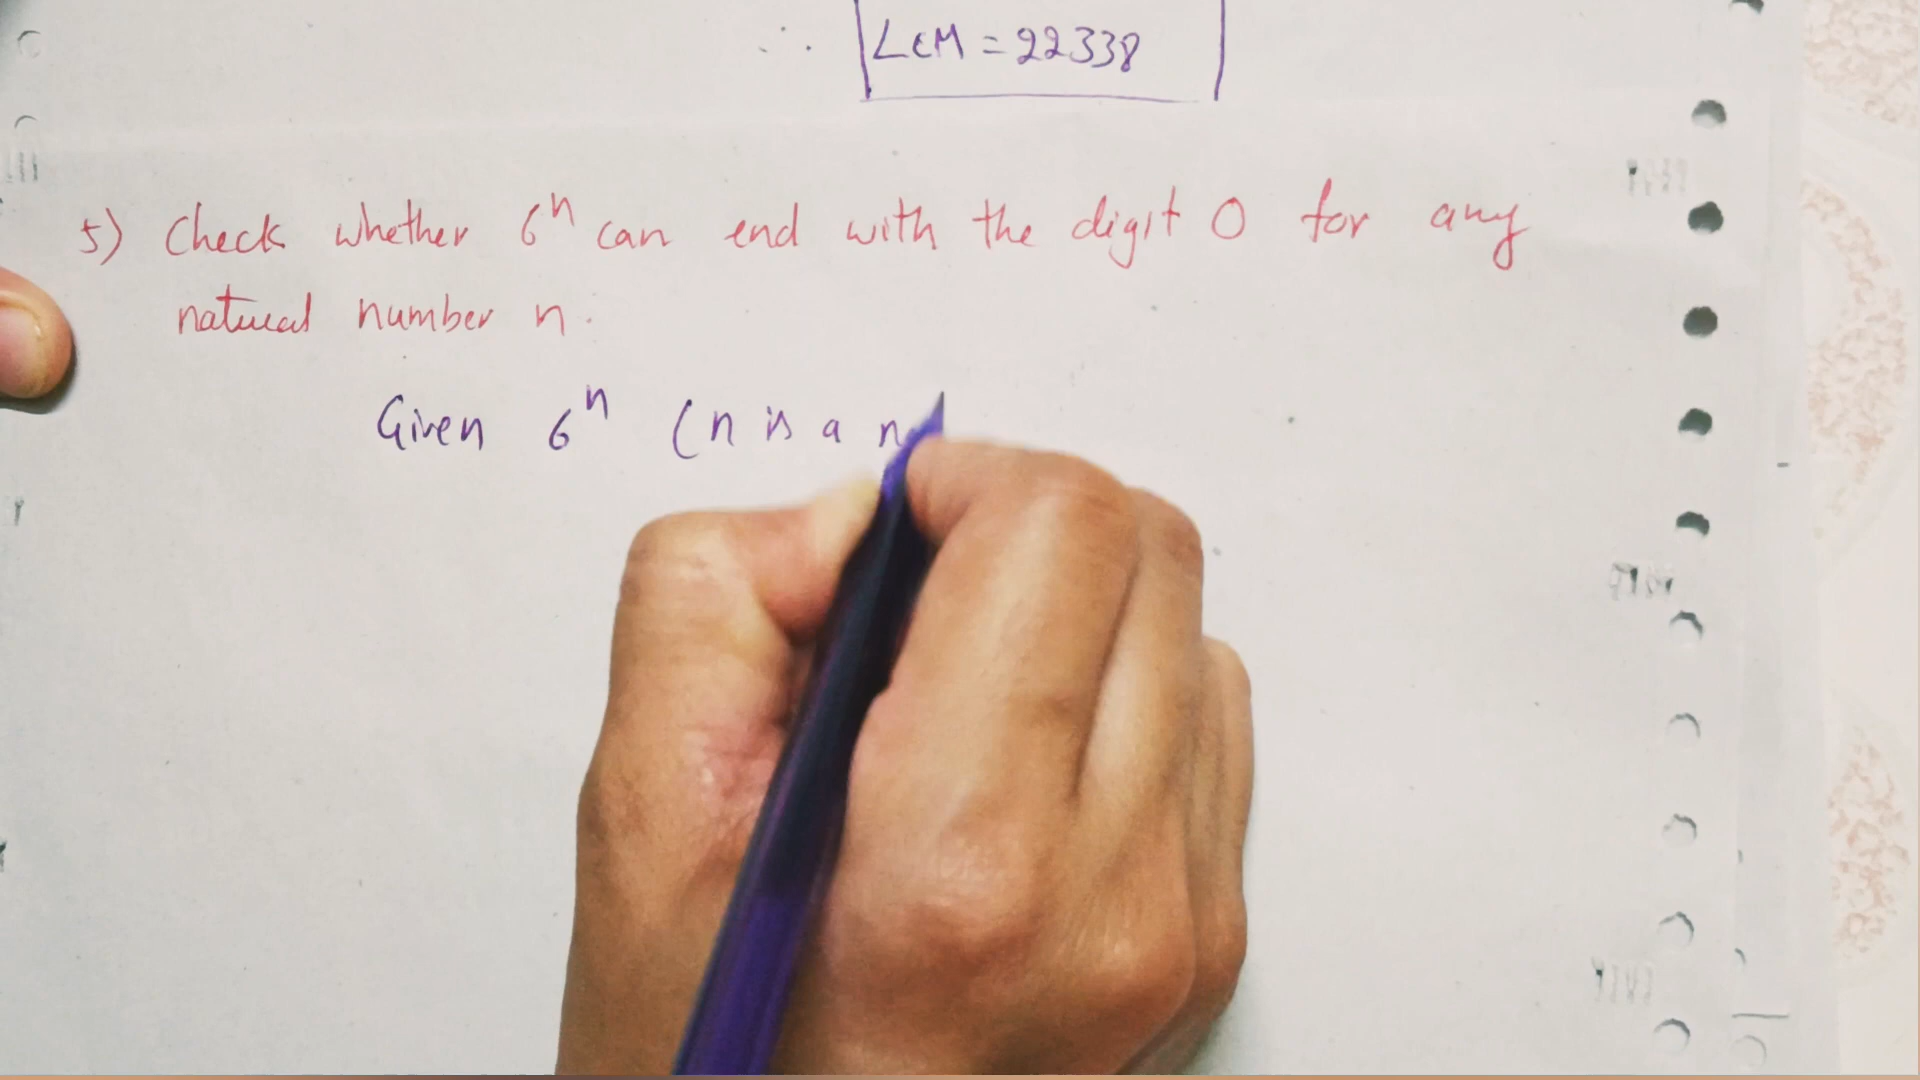 ∴ LCM = 22338
5) Check whether 6ⁿ can end with the digit 0 for any
natural number n.
Given 6ⁿ (n is a n